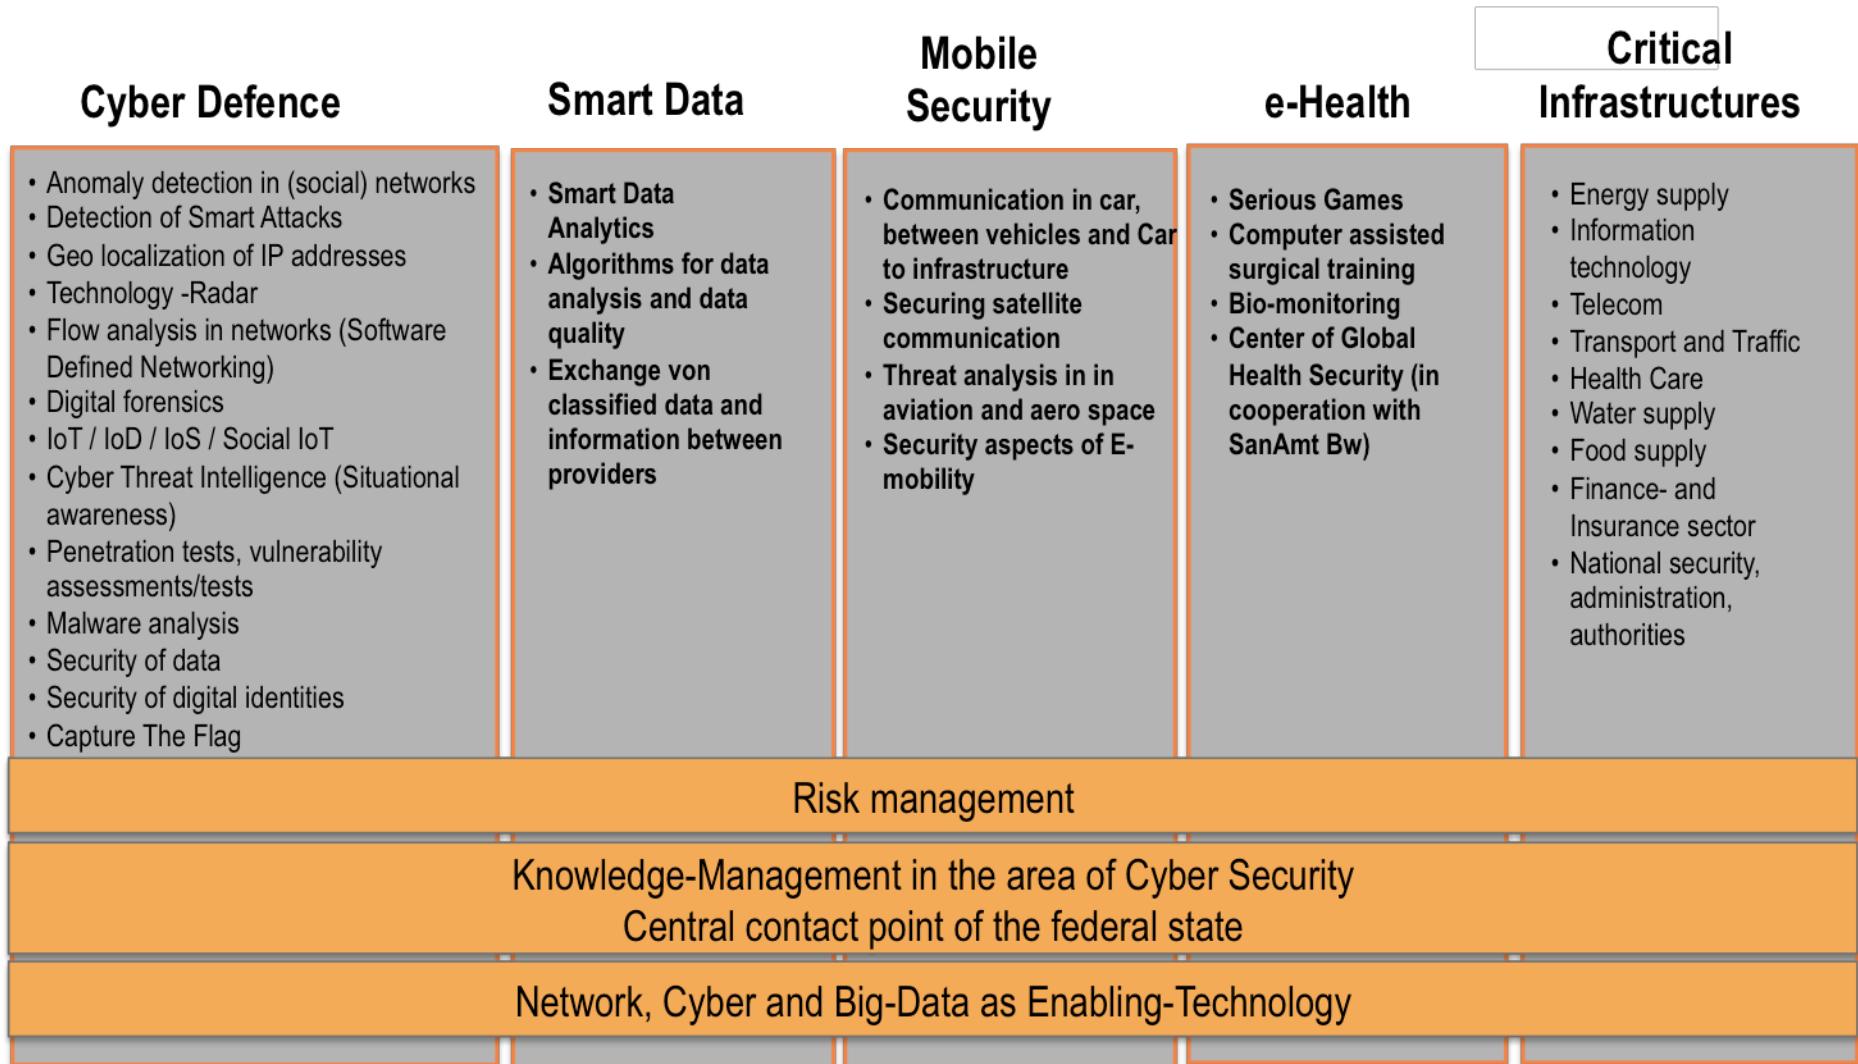 Cyber Defence
• Anomaly detection in (social) networks
• Detection of Smart Attacks
• Geo localization of IP addresses
• Technology -Radar
• Flow analysis in networks (Software
Defined Networking)
• Digital forensics
• IoT / IoD / IoS / Social IoT
• Cyber Threat Intelligence (Situational
awareness)
• Penetration tests, vulnerability
assessments/tests
• Malware analysis
• Security of data
• Security of digital identities
• Capture The Flag
Smart Data
• Smart Data
Analytics
• Algorithms for data
analysis and data
quality
• Exchange von
classified data and
information between
providers
Mobile
Security
• Communication in car,
between vehicles and Car
to infrastructure
• Securing satellite
communication
• Threat analysis in in
aviation and aero space
• Security aspects of E-
mobility
e-Health
• Serious Games
• Computer assisted
surgical training
• Bio-monitoring
• Center of Global
Health Security (in
cooperation with
SanAmt Bw)
Critical
Infrastructures
• Energy supply
• Information
technology
• Telecom
• Transport and Traffic
• Health Care
• Water supply
• Food supply
• Finance- and
Insurance sector
• National security,
administration,
authorities
Risk management
Knowledge-Management in the area of Cyber Security
Central contact point of the federal state
Network, Cyber and Big-Data as Enabling-Technology